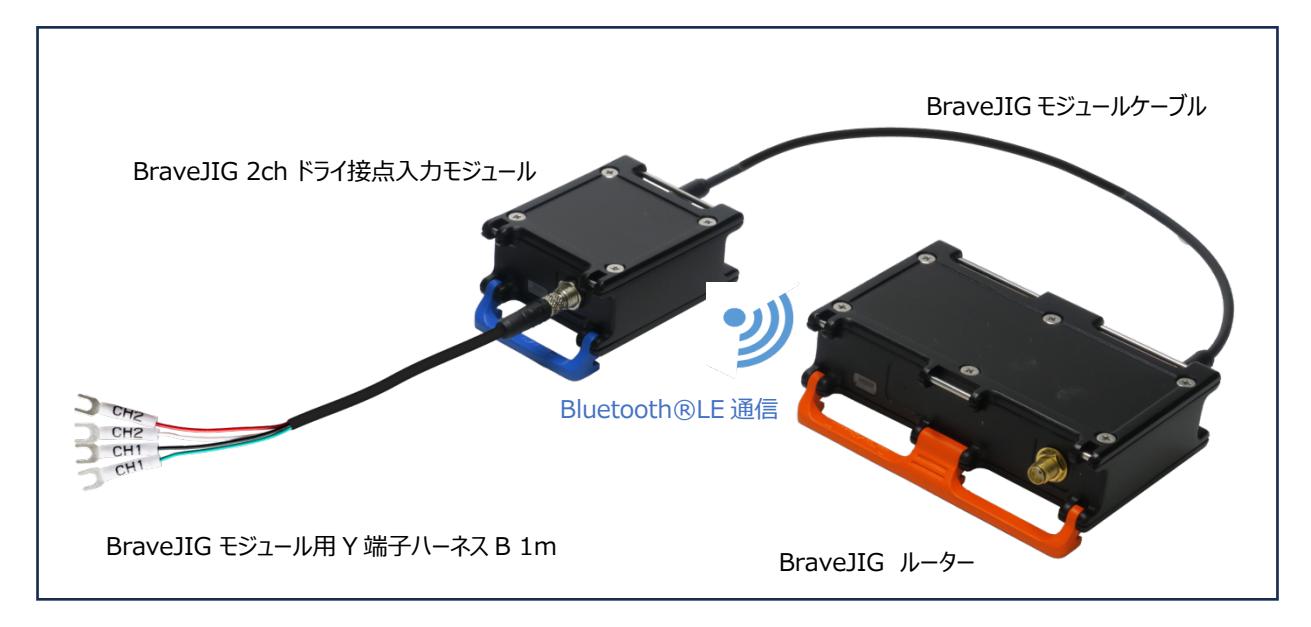 BraveJIG モジュールケーブル
BraveJIG 2ch ドライ接点入力モジュール
Bluetooth®LE 通信
CH2
CH2
CH1
CH1
BraveJIG モジュール用 Y 端子ハーネス B 1m
BraveJIG ルーター